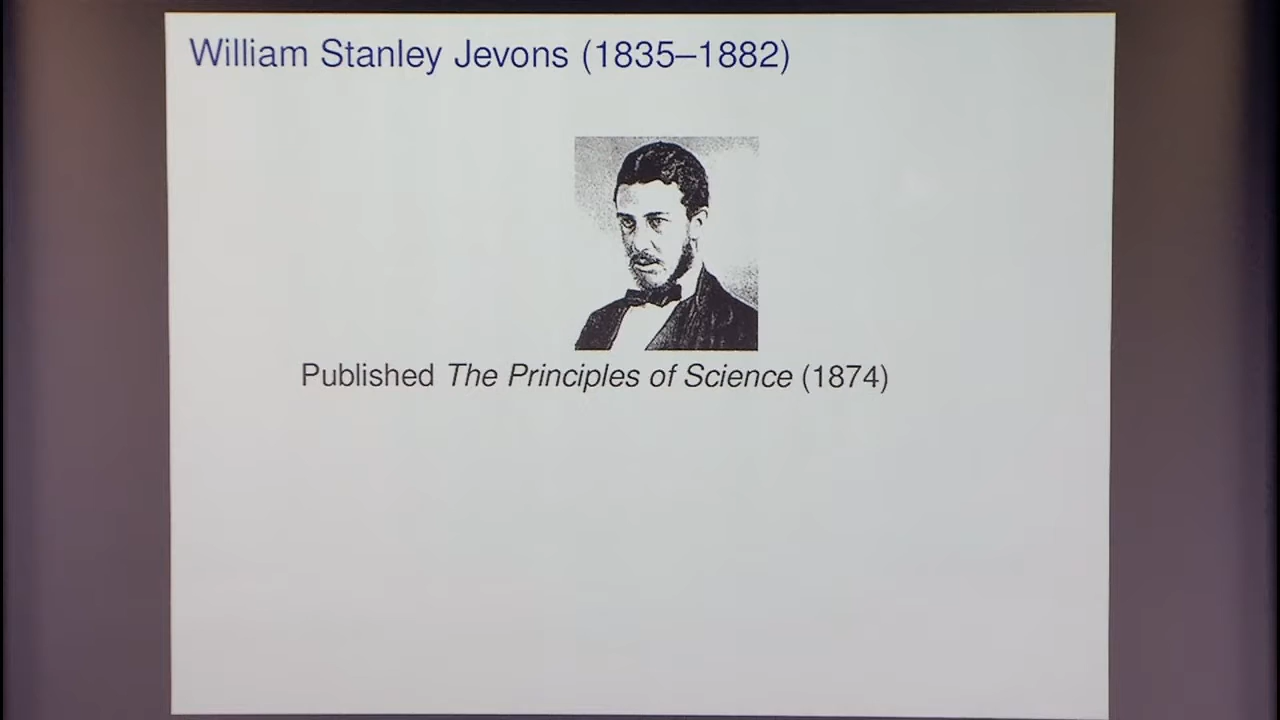 William Stanley Jevons (1835–1882)
Published The Principles of Science (1874)